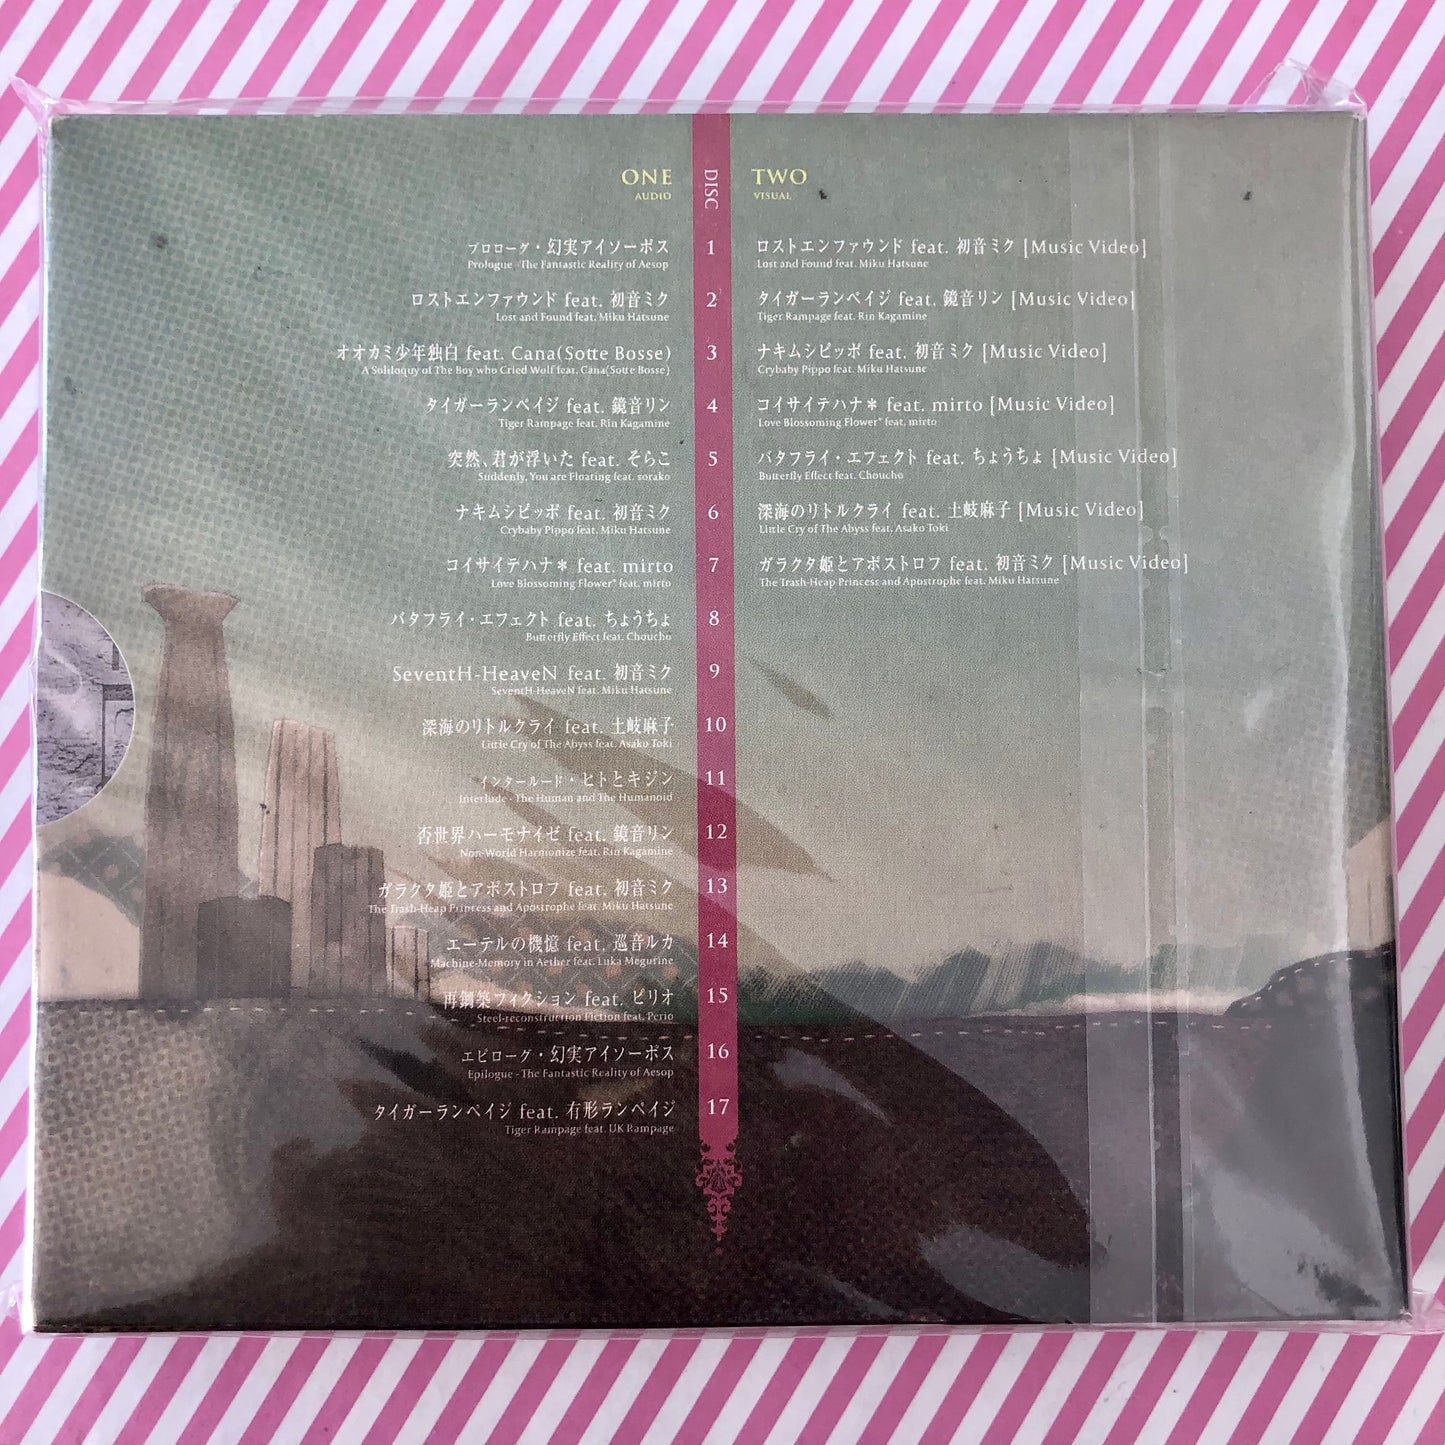 ONE
AUDIO
DISC
TWO
VISUAL
プロローグ・幻実アイソーポス
Prologue - The Fantastic Reality of Aesop
1
ロストエンファウンド feat. 初音ミク
Lost and Found feat. Miku Hatsune
2
オオカミ少年独白 feat. Cana(Sotte Bosse)
A Soliloquy of The Boy who Cried Wolf feat. Cana(Sotte Bosse)
3
タイガーランペイジ feat. 鏡音リン
Tiger Rampage feat. Rin Kagamine
4
突然、君が浮いた feat. そらこ
Suddenly, You are Floating feat. sorako
5
ナキムシピッポ feat. 初音ミク
Crybaby Pippo feat. Miku Hatsune
6
コイサイテハナ＊ feat. mirto
Love Blossoming Flower* feat. mirto
7
バタフライ・エフェクト feat. ちょうちょ
Butterfly Effect feat. Choucho
8
SeventH-HeaveN feat. 初音ミク
SeventH-HeaveN feat. Miku Hatsune
9
深海のリトルクライ feat. 土岐麻子
Little Cry of The Abyss feat. Asako Toki
10
インタールード・ヒトとキジン
Interlude - The Human and The Humanoid
11
否世界ハーモナイゼ feat. 鏡音リン
Non-World Harmonize feat. Rin Kagamine
12
ガラクタ姫とアポストロフ feat. 初音ミク
The Trash-Heap Princess and Apostrophe feat. Miku Hatsune
13
エーテルの機憶 feat. 巡音ルカ
Machine-Memory in Aether feat. Luka Megurine
14
再鋼築フィクション feat. ピリオ
Steel-reconstruction Fiction feat. Perio
15
エピローグ・幻実アイソーポス
Epilogue - The Fantastic Reality of Aesop
16
タイガーランペイジ feat. 有形ランペイジ
Tiger Rampage feat. UK Rampage
17
ロストエンファウンド feat. 初音ミク [Music Video]
Lost and Found feat. Miku Hatsune
タイガーランペイジ feat. 鏡音リン [Music Video]
Tiger Rampage feat. Rin Kagamine
ナキムシピッポ feat. 初音ミク [Music Video]
Crybaby Pippo feat. Miku Hatsune
コイサイテハナ＊ feat. mirto [Music Video]
Love Blossoming Flower* feat. mirto
バタフライ・エフェクト feat. ちょうちょ [Music Video]
Butterfly Effect feat. Choucho
深海のリトルクライ feat. 土岐麻子 [Music Video]
Little Cry of The Abyss feat. Asako Toki
ガラクタ姫とアポストロフ feat. 初音ミク [Music Video]
The Trash-Heap Princess and Apostrophe feat. Miku Hatsune